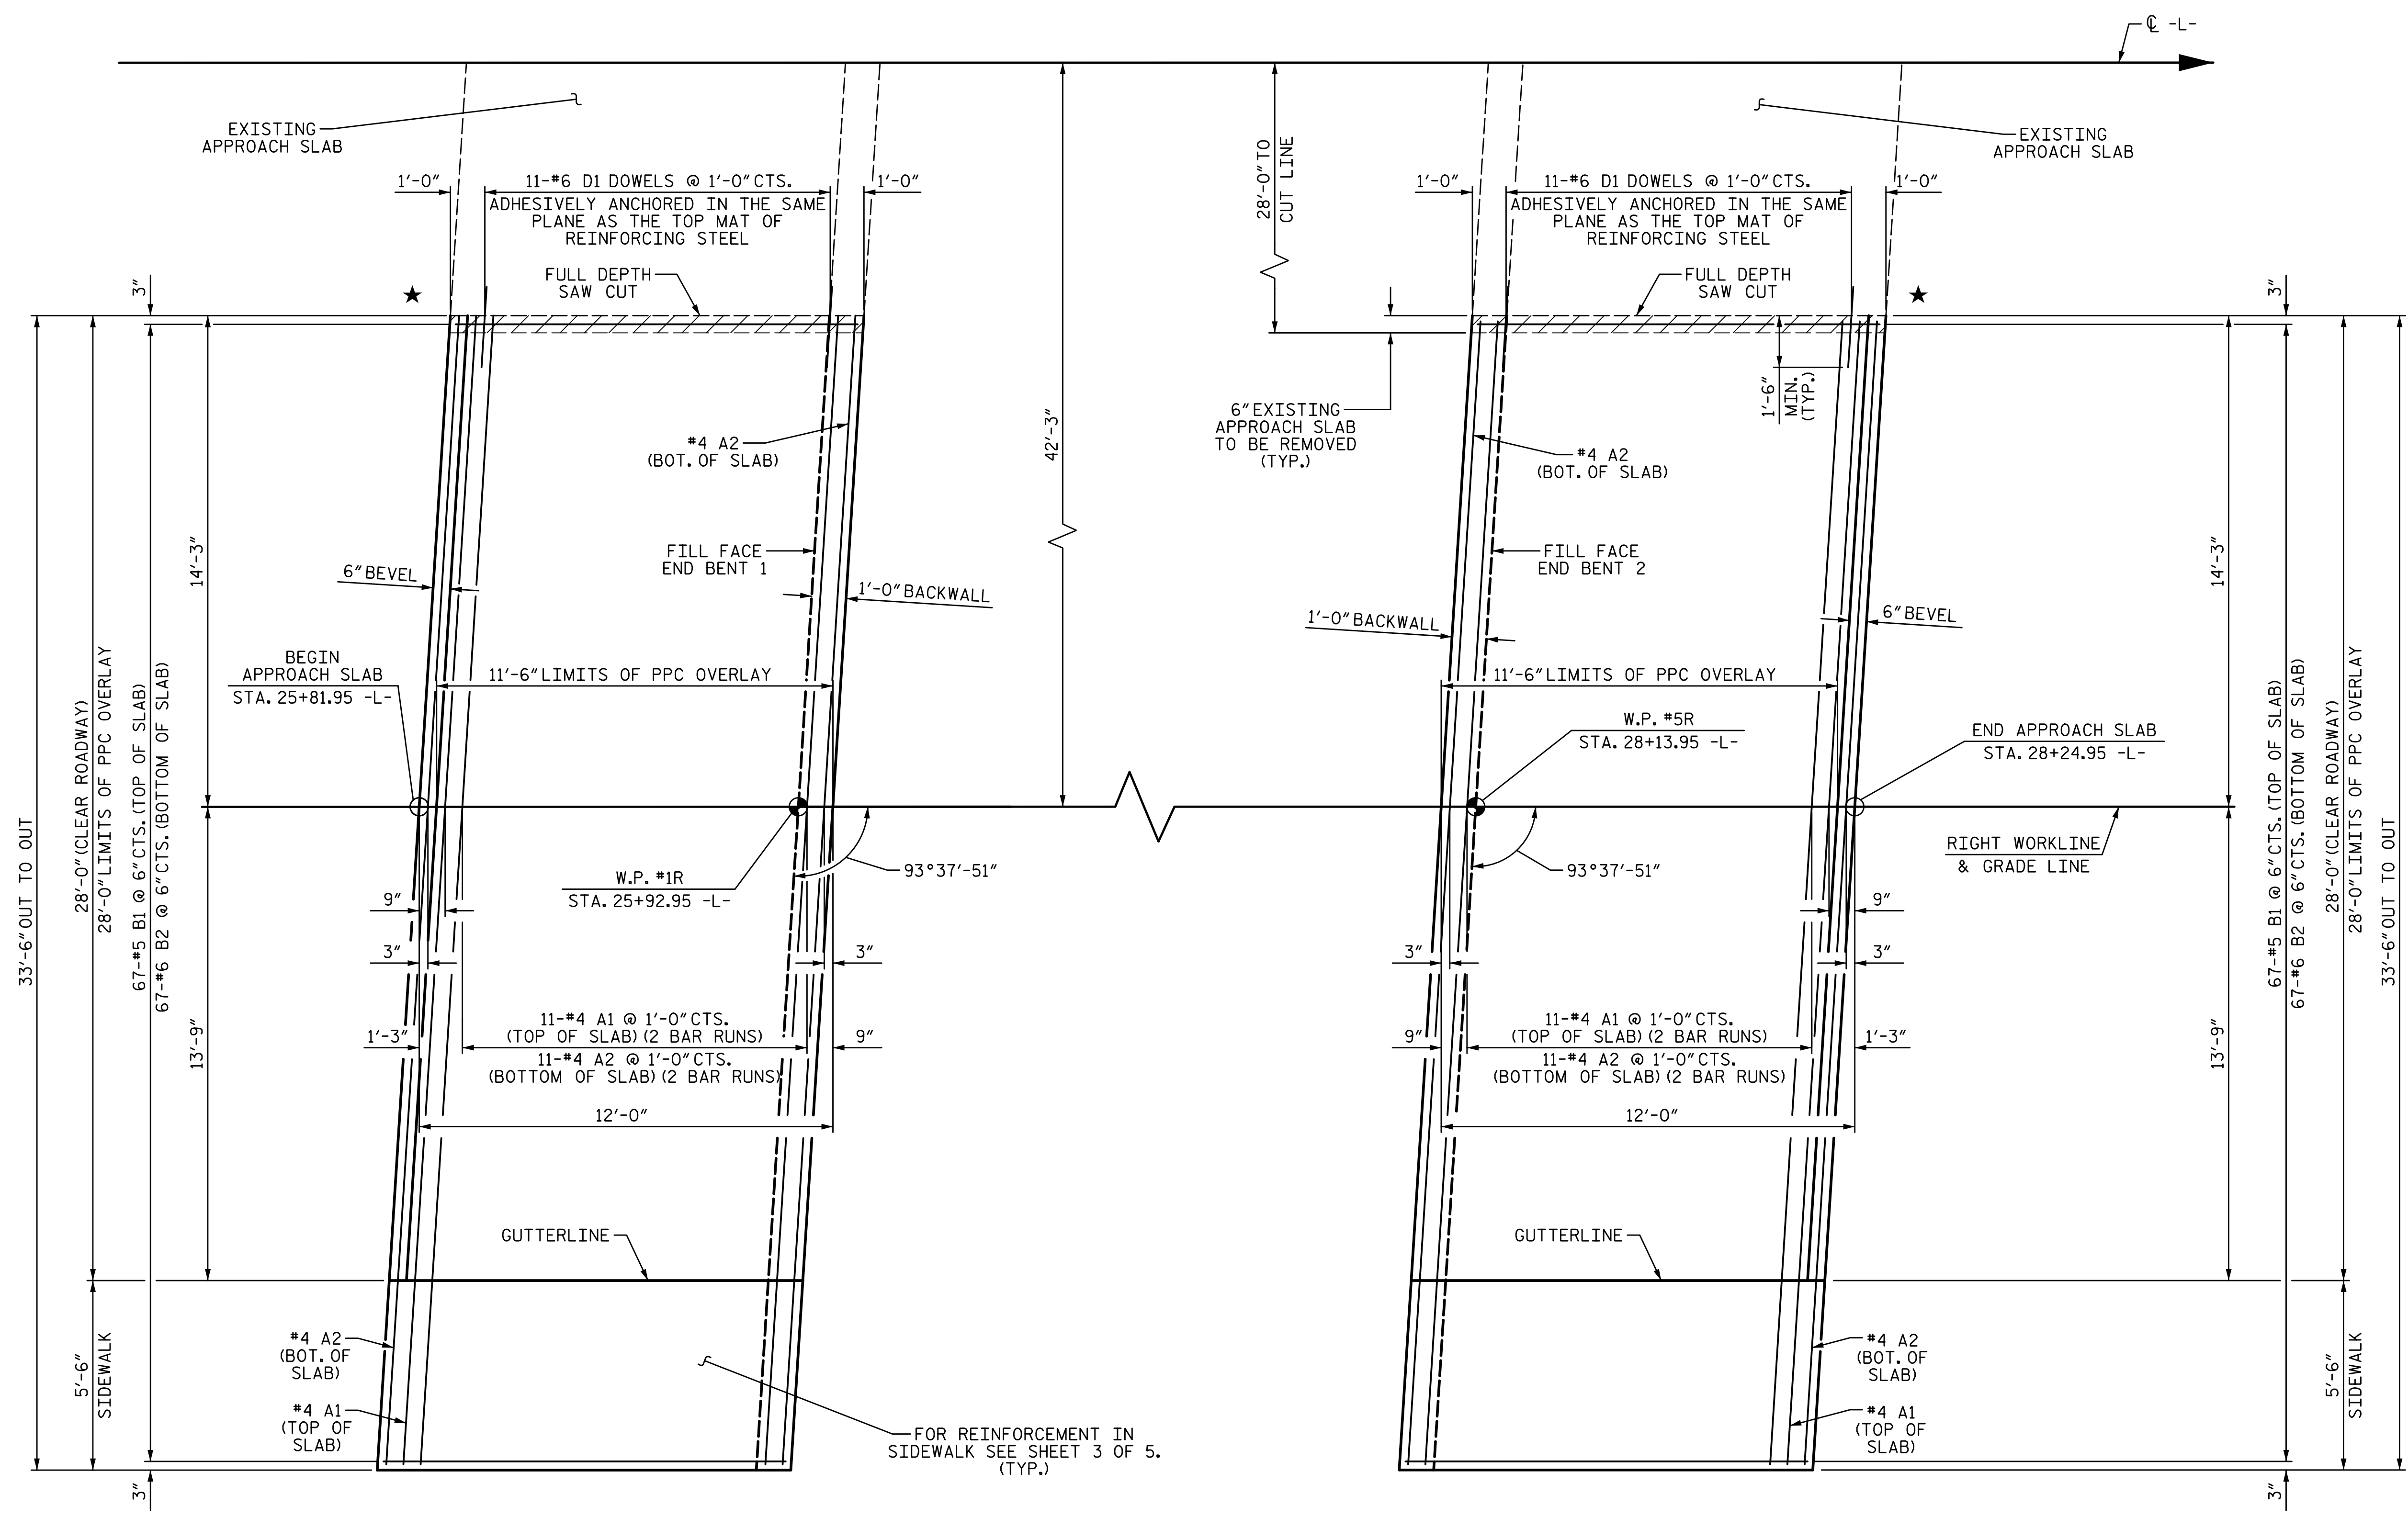 ℄ -L-
EXISTING
APPROACH SLAB
EXISTING
APPROACH SLAB
1'-0"
11-#6 D1 DOWELS @ 1'-0" CTS.
1'-0"
ADHESIVELY ANCHORED IN THE SAME
PLANE AS THE TOP MAT OF
REINFORCING STEEL
28'-0" TO
CUT LINE
1'-0"
11-#6 D1 DOWELS @ 1'-0" CTS.
1'-0"
ADHESIVELY ANCHORED IN THE SAME
PLANE AS THE TOP MAT OF
REINFORCING STEEL
3"
★
FULL DEPTH
SAW CUT
FULL DEPTH
SAW CUT
★
3"
#4 A2
(BOT. OF SLAB)
42'-3"
6" EXISTING
APPROACH SLAB
TO BE REMOVED
(TYP.)
1'-6"
MIN.
(TYP.)
#4 A2
(BOT. OF SLAB)
14'-3"
FILL FACE
END BENT 1
FILL FACE
END BENT 2
14'-3"
6" BEVEL
1'-0" BACKWALL
1'-0" BACKWALL
6" BEVEL
BEGIN
APPROACH SLAB
STA. 25+81.95 -L-
11'-6" LIMITS OF PPC OVERLAY
11'-6" LIMITS OF PPC OVERLAY
W.P. #5R
STA. 28+13.95 -L-
END APPROACH SLAB
STA. 28+24.95 -L-
33'-6" OUT TO OUT
28'-0" (CLEAR ROADWAY)
28'-0" LIMITS OF PPC OVERLAY
67-#5 B1 @ 6" CTS. (TOP OF SLAB)
67-#6 B2 @ 6" CTS. (BOTTOM OF SLAB)
67-#5 B1 @ 6" CTS. (TOP OF SLAB)
67-#6 B2 @ 6" CTS. (BOTTOM OF SLAB)
28'-0" (CLEAR ROADWAY)
28'-0" LIMITS OF PPC OVERLAY
33'-6" OUT TO OUT
W.P. #1R
STA. 25+92.95 -L-
93°37'-51"
93°37'-51"
RIGHT WORKLINE
& GRADE LINE
9"
9"
3"
3"
3"
3"
13'-9"
1'-3"
11-#4 A1 @ 1'-0" CTS.
(TOP OF SLAB) (2 BAR RUNS)
11-#4 A2 @ 1'-0" CTS.
(BOTTOM OF SLAB) (2 BAR RUNS)
9"
9"
11-#4 A1 @ 1'-0" CTS.
(TOP OF SLAB) (2 BAR RUNS)
11-#4 A2 @ 1'-0" CTS.
(BOTTOM OF SLAB) (2 BAR RUNS)
1'-3"
13'-9"
12'-0"
12'-0"
GUTTERLINE
GUTTERLINE
5'-6"
SIDEWALK
#4 A2
(BOT. OF
SLAB)
#4 A1
(TOP OF
SLAB)
FOR REINFORCEMENT IN
SIDEWALK SEE SHEET 3 OF 5.
(TYP.)
#4 A2
(BOT. OF
SLAB)
#4 A1
(TOP OF
SLAB)
5'-6"
SIDEWALK
3"
3"